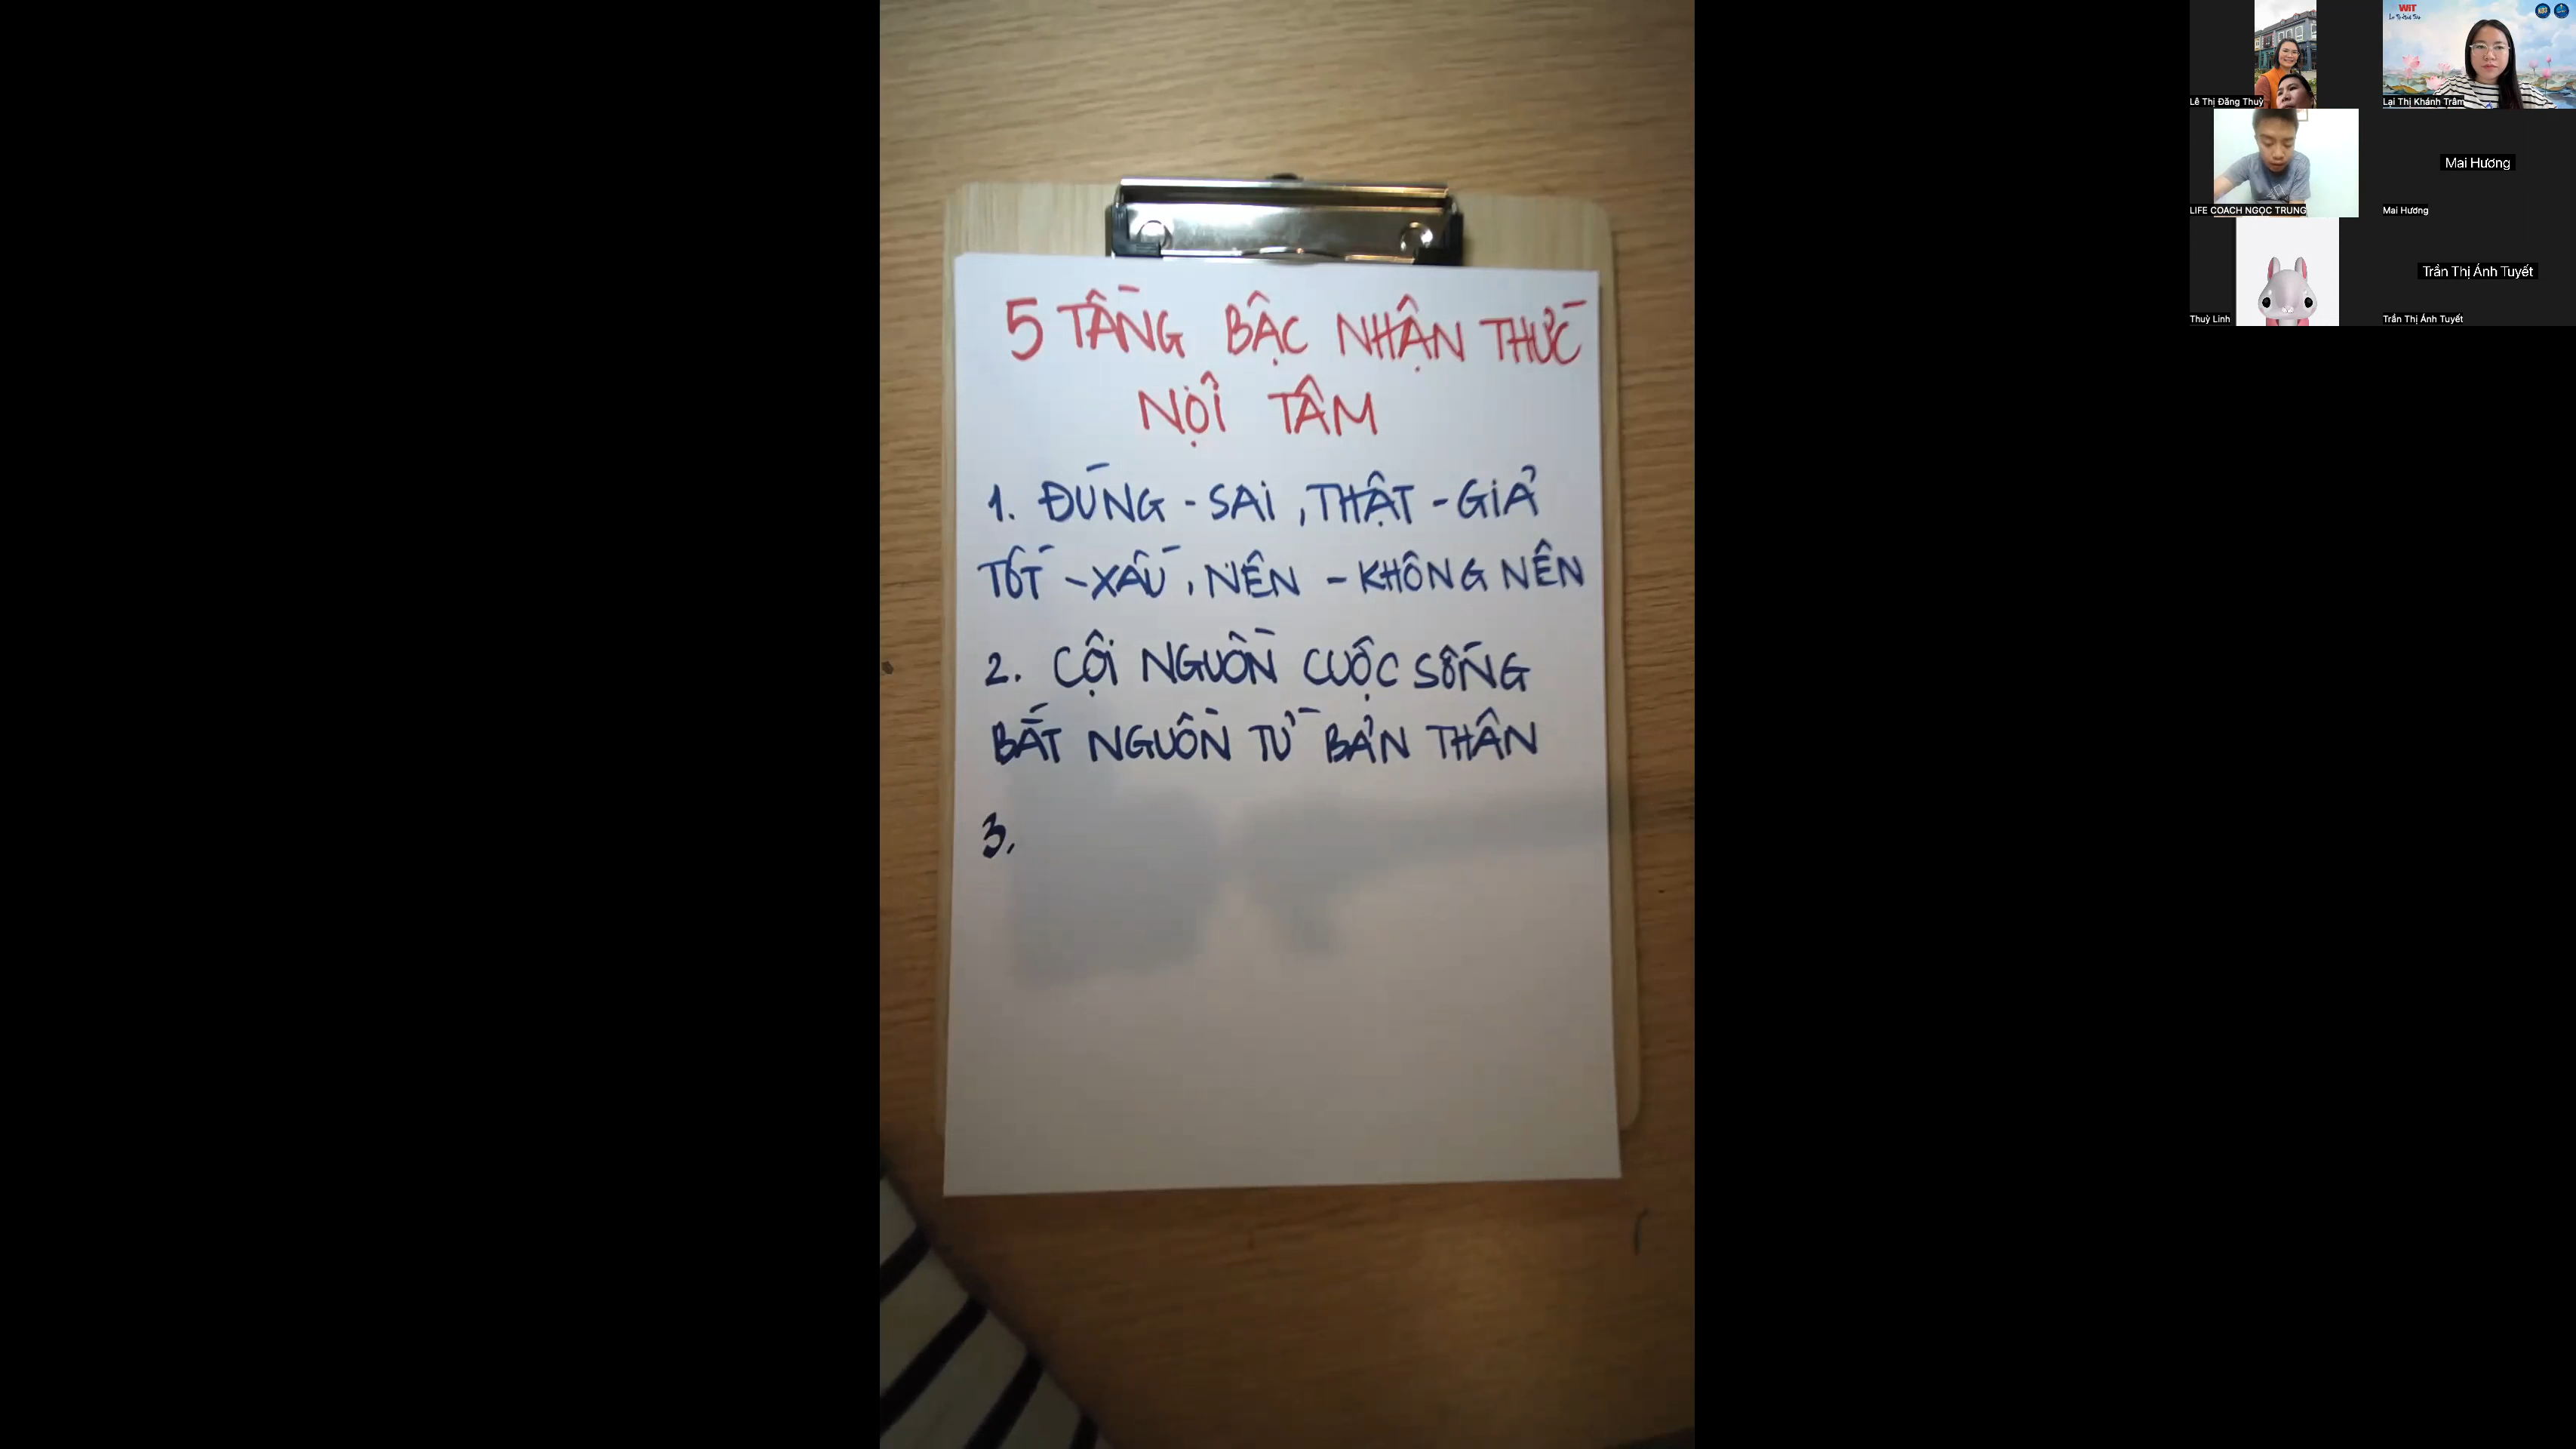 5 TẦNG BẬC NHẬN THỨC
NỘI TÂM
1. ĐÚNG - SAI, THẬT - GIẢ
TỐT - XẤU, NÊN - KHÔNG NÊN
2. CỘI NGUỒN CUỘC SỐNG
BẮT NGUỒN TỪ BẢN THÂN
3.
Lê Thị Đăng Thuỳ
WiT
Lại Thị Khánh Trâm
LIFE COACH NGỌC TRUNG
Mai Hương
Mai Hương
Thuỳ Linh
Trần Thị Ánh Tuyết
Trần Thị Ánh Tuyết